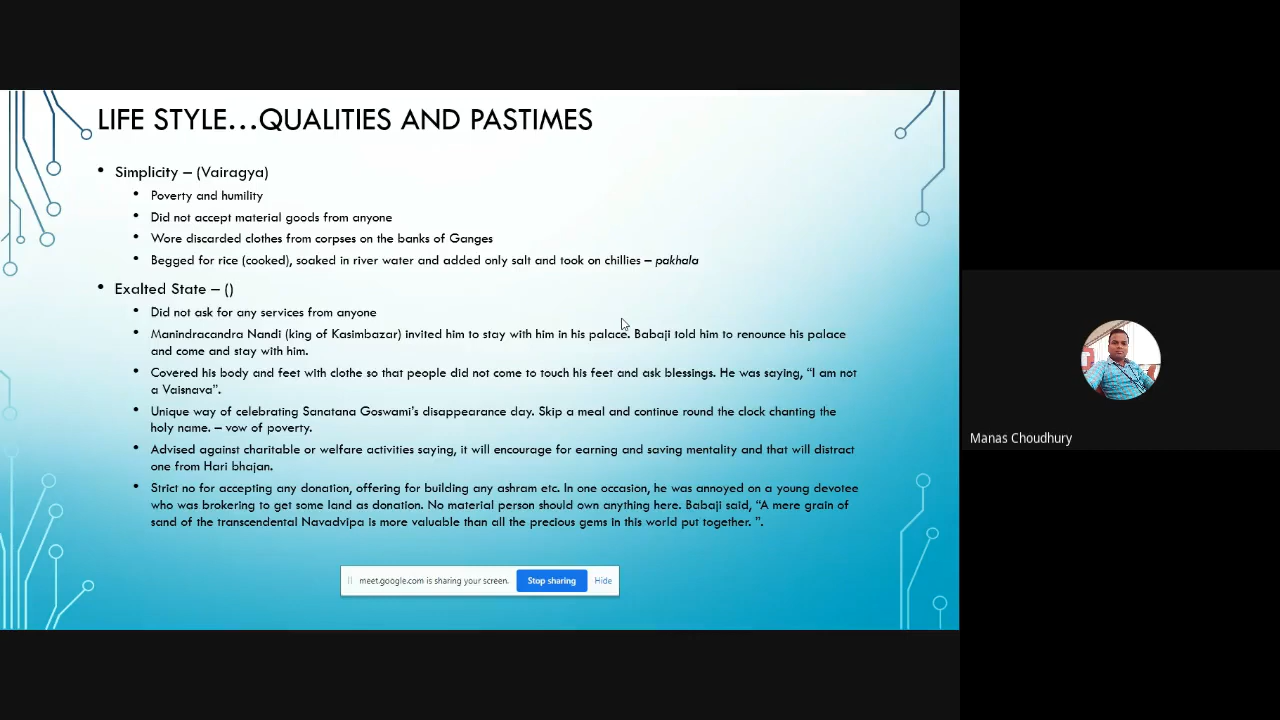 LIFE STYLE...QUALITIES AND PASTIMES
• Simplicity – (Vairagya)
• Poverty and humility
• Did not accept material goods from anyone
• Wore discarded clothes from corpses on the banks of Ganges
• Begged for rice (cooked), soaked in river water and added only salt and took on chillies – pakhala
• Exalted State – ()
• Did not ask for any services from anyone
• Manindracandra Nandi (king of Kasimbazar) invited him to stay with him in his palace. Babaji told him to renounce his palace
and come and stay with him.
• Covered his body and feet with clothe so that people did not come to touch his feet and ask blessings. He was saying, “I am not
a Vaisnava”.
• Unique way of celebrating Sanatana Goswami’s disappearance day. Skip a meal and continue round the clock chanting the
holy name. – vow of poverty.
• Advised against charitable or welfare activities saying, it will encourage for earning and saving mentality and that will distract
one from Hari bhajan.
• Strict no for accepting any donation, offering for building any ashram etc. In one occasion, he was annoyed on a young devotee
who was brokering to get some land as donation. No material person should own anything here. Babaji said, “A mere grain of
sand of the transcendental Navadvipa is more valuable than all the precious gems in this world put together. ”.
meet.google.com is sharing your screen. Stop sharing Hide
Manas Choudhury